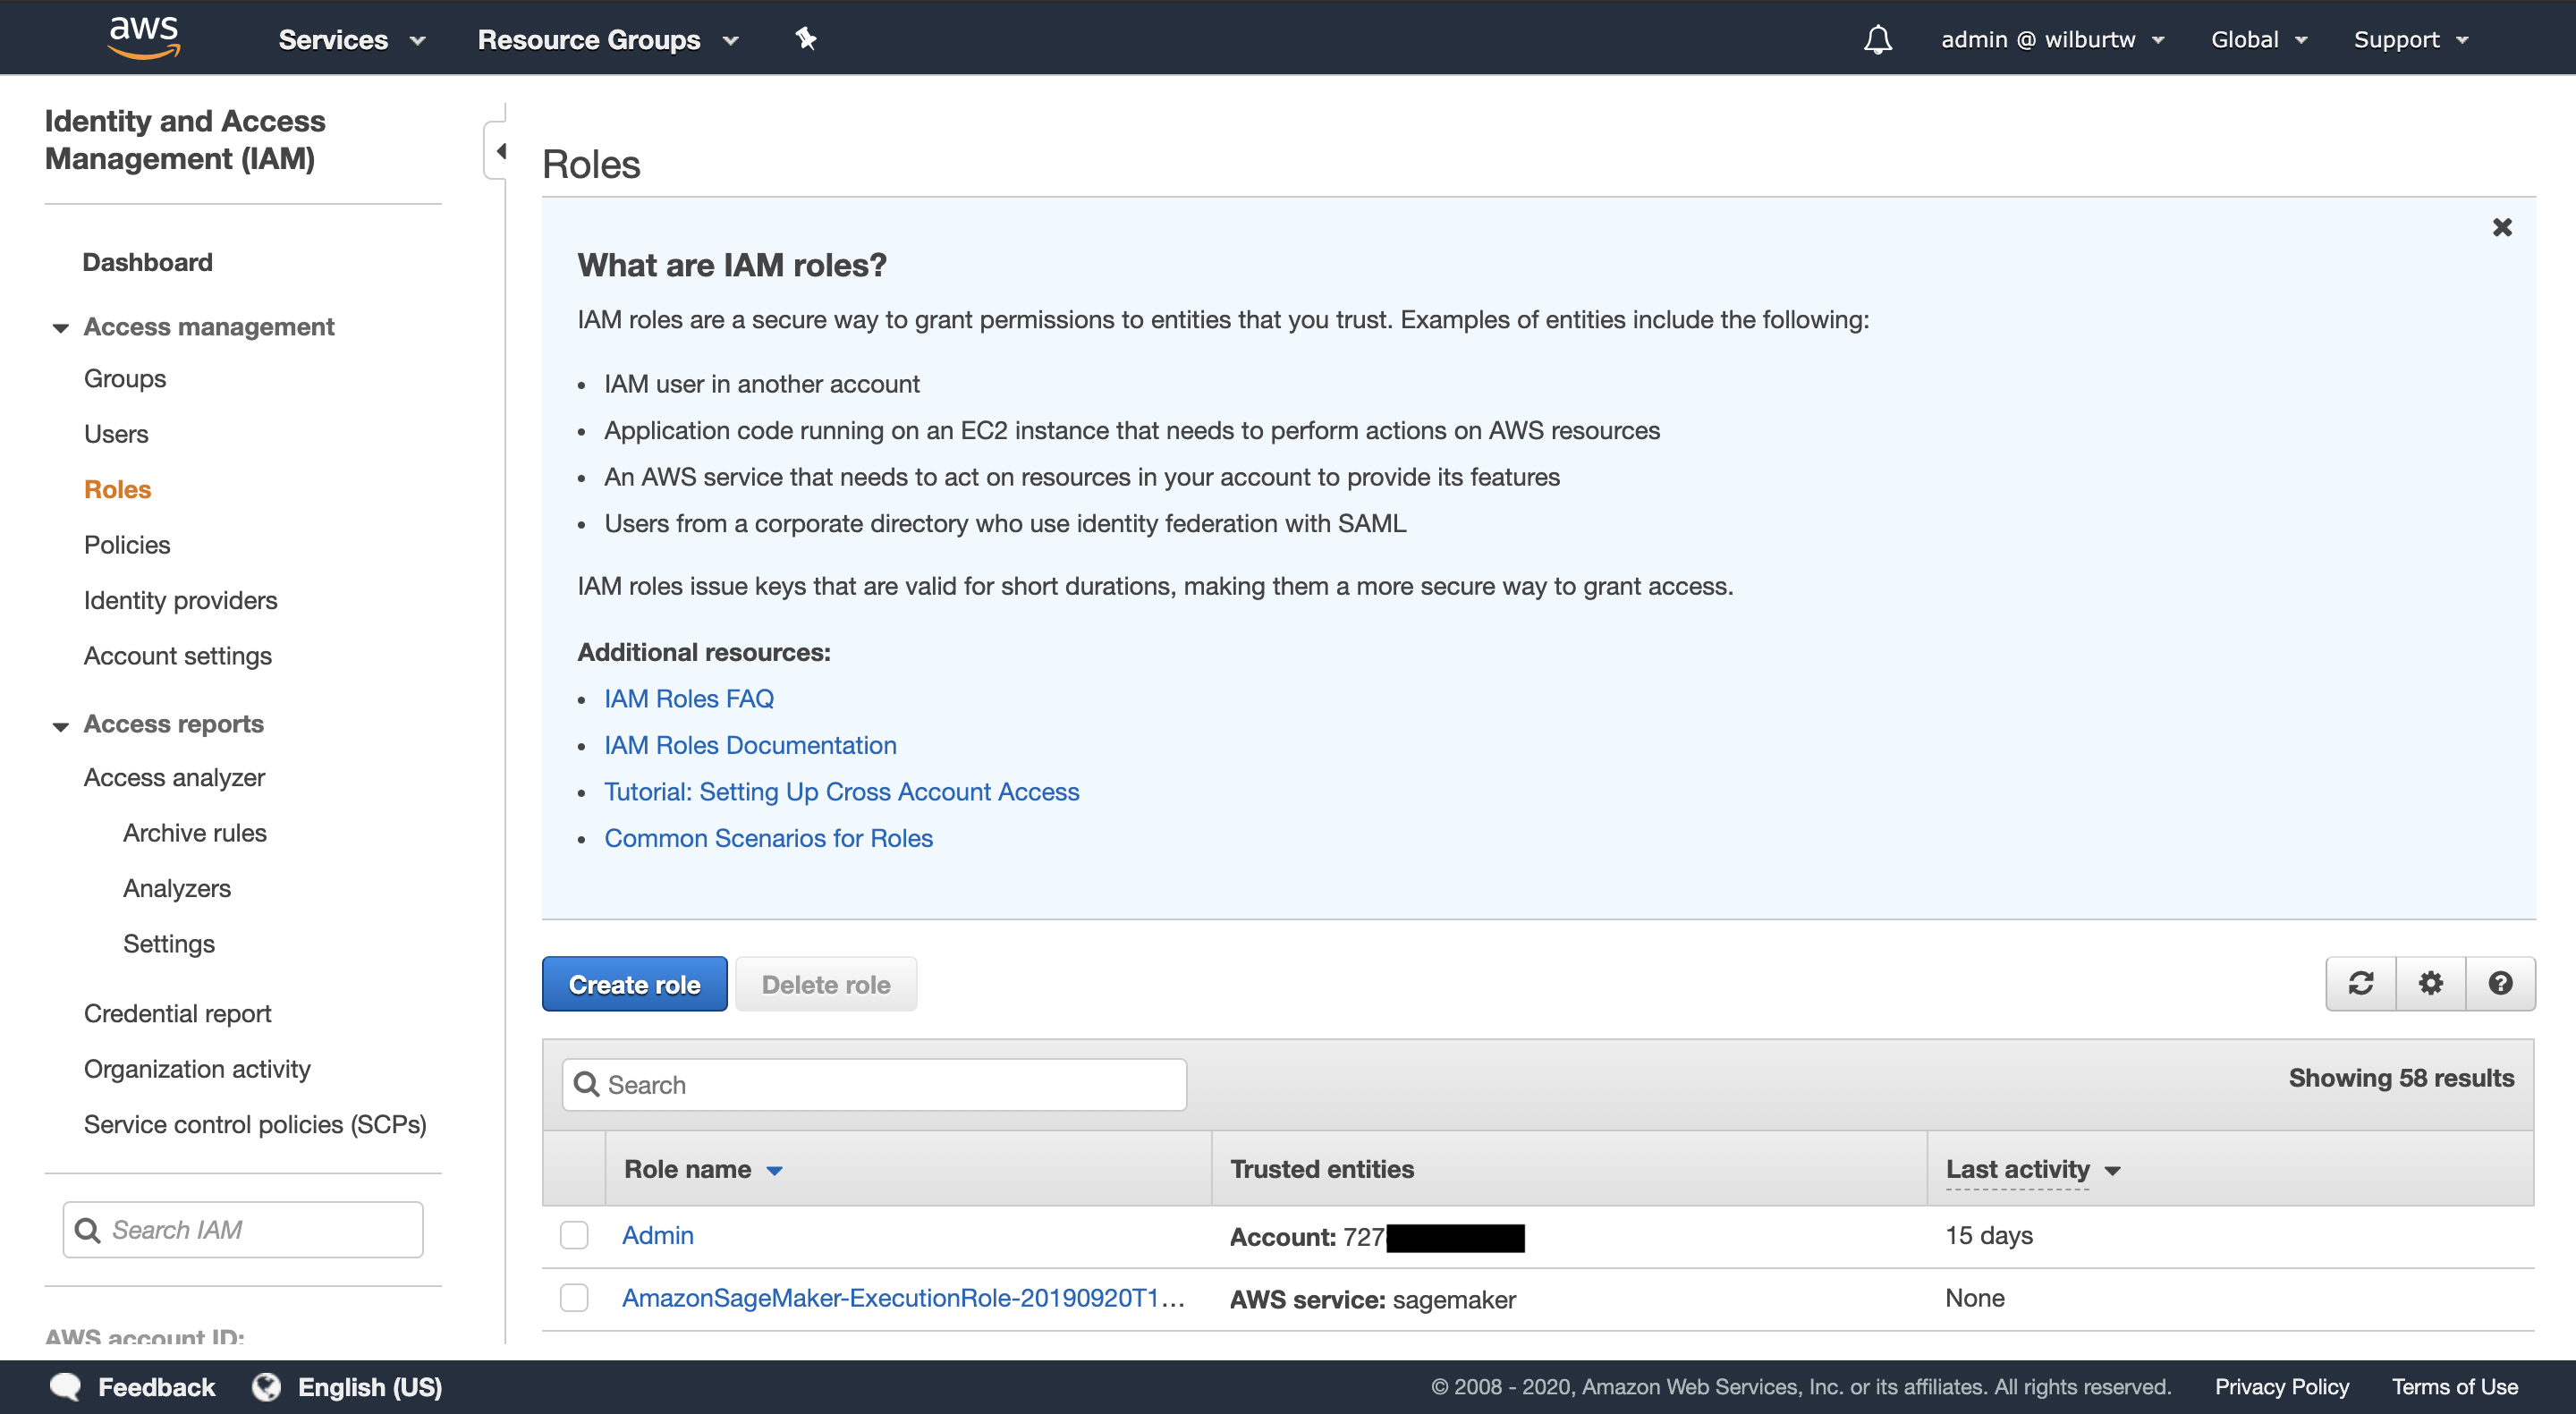 aws Services Resource Groups admin @ wilburtw Global Support
Identity and Access
Management (IAM)
Dashboard
Access management
Groups
Users
Roles
Policies
Identity providers
Account settings
Access reports
Access analyzer
Archive rules
Analyzers
Settings
Credential report
Organization activity
Service control policies (SCPs)
Search IAM
AWS account ID:
Roles
What are IAM roles?
IAM roles are a secure way to grant permissions to entities that you trust. Examples of entities include the following:
• IAM user in another account
• Application code running on an EC2 instance that needs to perform actions on AWS resources
• An AWS service that needs to act on resources in your account to provide its features
• Users from a corporate directory who use identity federation with SAML
IAM roles issue keys that are valid for short durations, making them a more secure way to grant access.
Additional resources:
• IAM Roles FAQ
• IAM Roles Documentation
• Tutorial: Setting Up Cross Account Access
• Common Scenarios for Roles
Create role Delete role
Search Showing 58 results
Role name Trusted entities Last activity
Admin Account: 727 15 days
AmazonSageMaker-ExecutionRole-20190920T1... AWS service: sagemaker None
Feedback English (US) © 2008 - 2020, Amazon Web Services, Inc. or its affiliates. All rights reserved. Privacy Policy Terms of Use